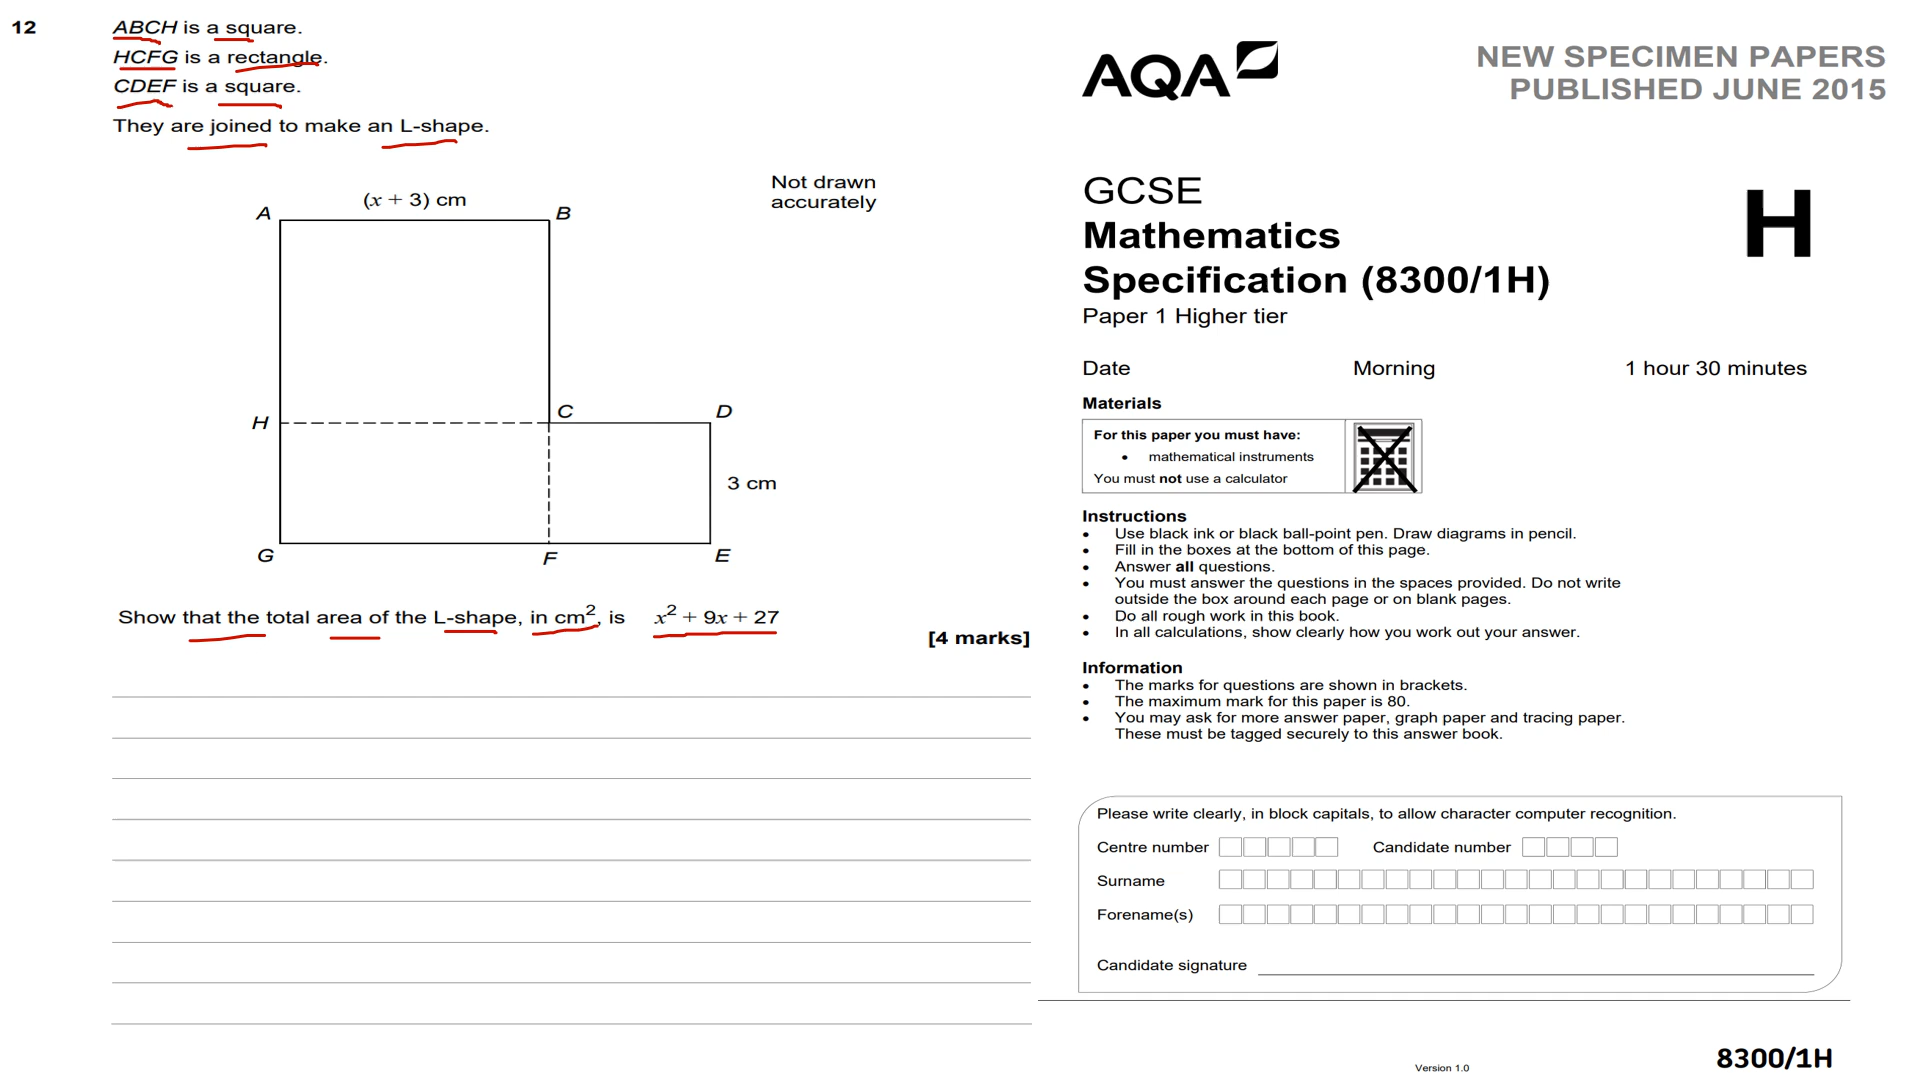 12
ABCH is a square.
HCFG is a rectangle.
CDEF is a square.
They are joined to make an L-shape.
Not drawn
accurately
(x + 3) cm
A
B
H
C
D
3 cm
G
F
E
Show that the total area of the L-shape, in cm², is x² + 9x + 27
[4 marks]
AQA
NEW SPECIMEN PAPERS
PUBLISHED JUNE 2015
GCSE
Mathematics
Specification (8300/1H)
H
Paper 1 Higher tier
Date Morning 1 hour 30 minutes
Materials
For this paper you must have:
• mathematical instruments
You must not use a calculator
Instructions
• Use black ink or black ball-point pen. Draw diagrams in pencil.
• Fill in the boxes at the bottom of this page.
• Answer all questions.
• You must answer the questions in the spaces provided. Do not write
outside the box around each page or on blank pages.
• Do all rough work in this book.
• In all calculations, show clearly how you work out your answer.
Information
• The marks for questions are shown in brackets.
• The maximum mark for this paper is 80.
• You may ask for more answer paper, graph paper and tracing paper.
These must be tagged securely to this answer book.
Please write clearly, in block capitals, to allow character computer recognition.
Centre number Candidate number
Surname
Forename(s)
Candidate signature
Version 1.0
8300/1H